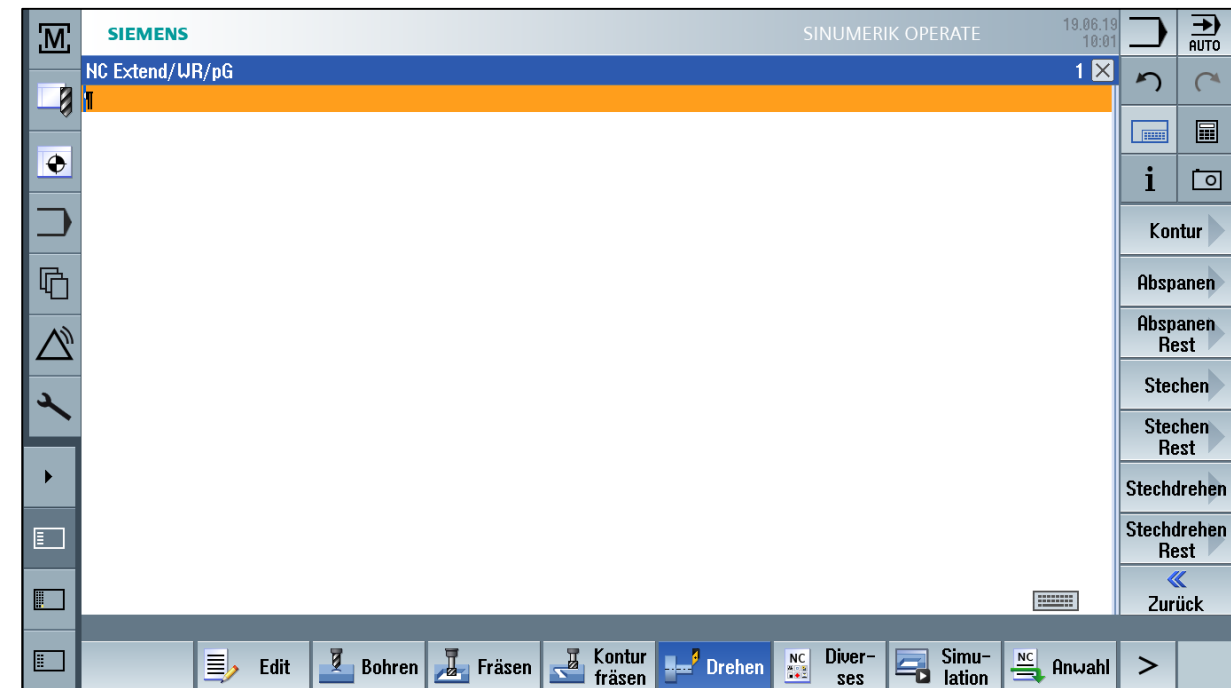 M
SIEMENS
SINUMERIK OPERATE
19.06.19
10:01
AUTO
NC Extend/WR/pG
1
¶
i
Kontur
Abspanen
Abspanen
Rest
Stechen
Stechen
Rest
Stechdrehen
Stechdrehen
Rest
Zurück
Edit
Bohren
Fräsen
Kontur
fräsen
Drehen
NC
Diver-
ses
Simu-
lation
NC
Anwahl
>